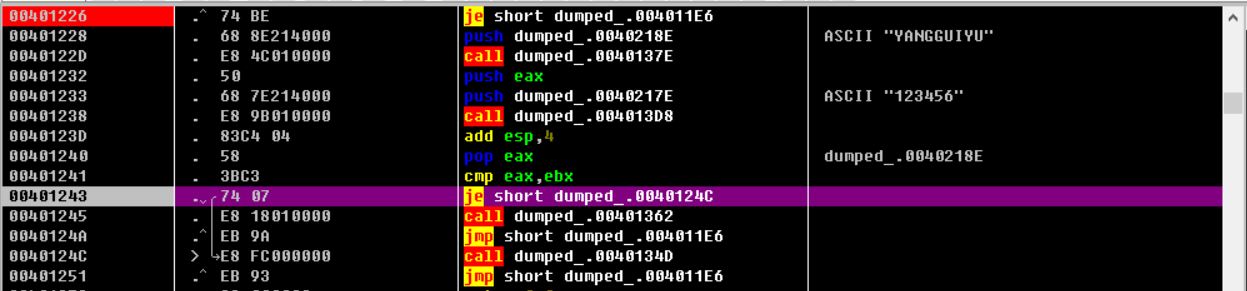 00401226 .^ 74 BE je short dumped_.004011E6
00401228 . 68 8E214000 push dumped_.0040218E ASCII "YANGGUIYU"
0040122D . E8 4C010000 call dumped_.0040137E
00401232 . 50 push eax
00401233 . 68 7E214000 push dumped_.0040217E ASCII "123456"
00401238 . E8 9B010000 call dumped_.004013D8
0040123D . 83C4 04 add esp,4
00401240 . 58 pop eax dumped_.0040218E
00401241 . 3BC3 cmp eax,ebx
00401243 .v 74 07 je short dumped_.0040124C
00401245 . E8 18010000 call dumped_.00401362
0040124A .^ EB 9A jmp short dumped_.004011E6
0040124C > E8 FC000000 call dumped_.0040134D
00401251 .^ EB 93 jmp short dumped_.004011E6